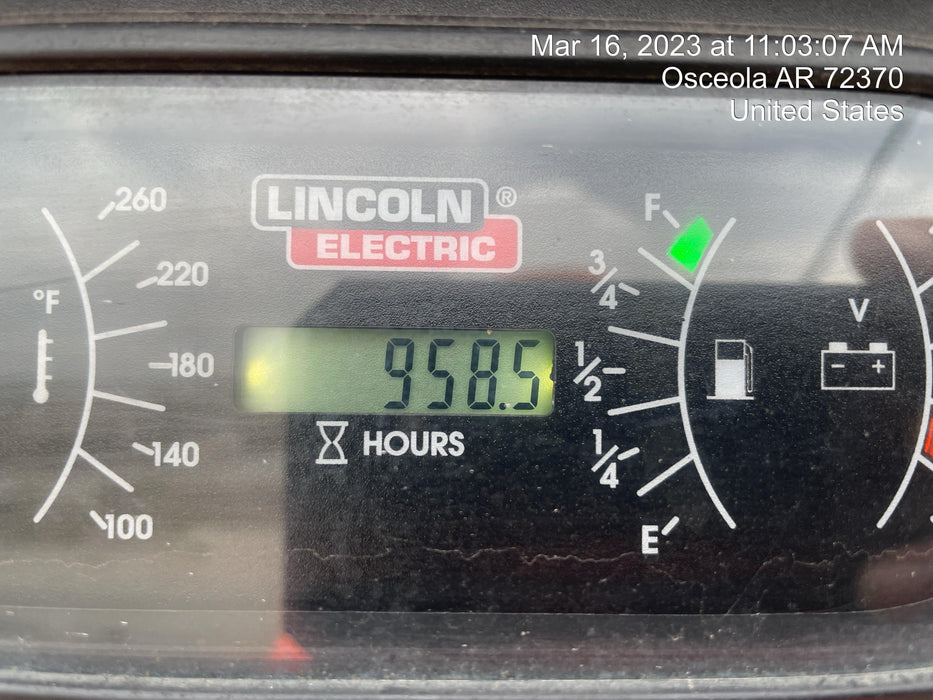 Mar 16, 2023 at 11:03:07 AM
Osceola AR 72370
United States
LINCOLN ®
ELECTRIC
260
220
°F
180
140
100
958.5
HOURS
F
3/4
1/2
1/4
E
V
- +